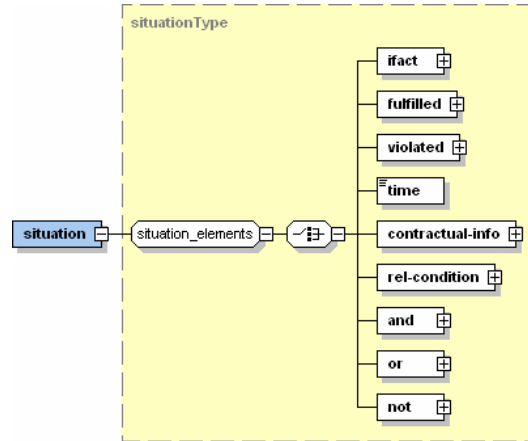 situationType
ifact
fulfilled
violated
time
situation
situation_elements
contractual-info
rel-condition
and
or
not